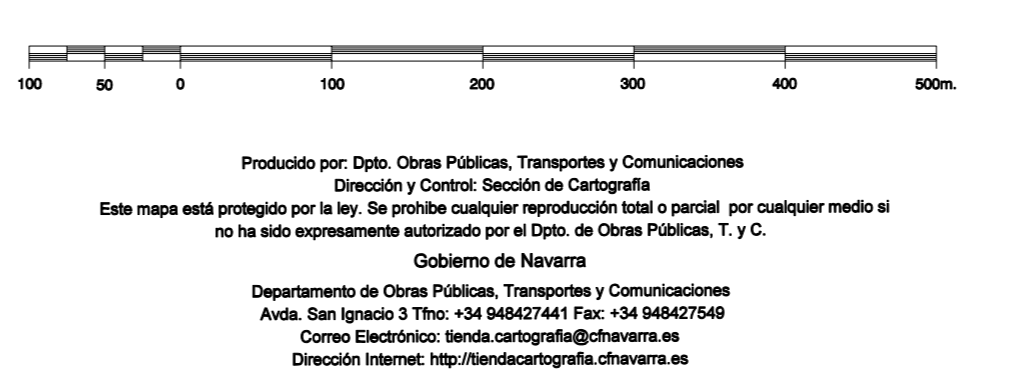 100 50 0 100 200 300 400 500m.
Producido por: Dpto. Obras Públicas, Transportes y Comunicaciones
Dirección y Control: Sección de Cartografía
Este mapa está protegido por la ley. Se prohibe cualquier reproducción total o parcial por cualquier medio si
no ha sido expresamente autorizado por el Dpto. de Obras Públicas, T. y C.
Gobierno de Navarra
Departamento de Obras Públicas, Transportes y Comunicaciones
Avda. San Ignacio 3 Tfno: +34 948427441 Fax: +34 948427549
Correo Electrónico: tienda.cartografia@cfnavarra.es
Dirección Internet: http://tiendacartografia.cfnavarra.es